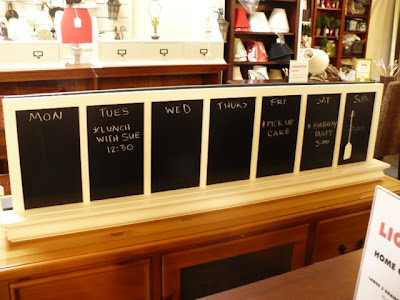 MON
TUES
*LUNCH
WITH SUE
12:30
WED
THURS
FRI
*PICK UP
CAKE
SAT
*BIRTHDAY
PARTY
3:00
SUN
LIG
HOME